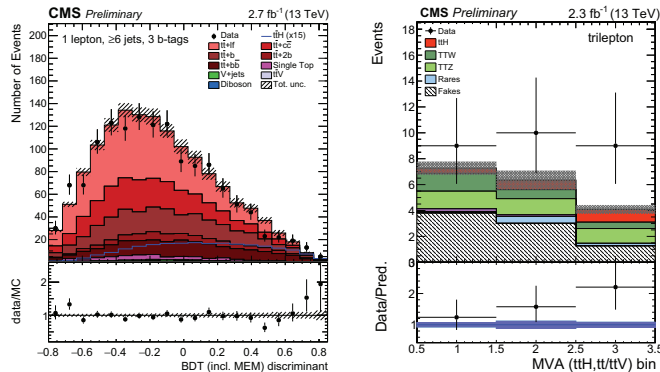 CMS Preliminary 2.7 fb⁻¹ (13 TeV)
1 lepton, ≥6 jets, 3 b-tags
Data
tt̄H (x15)
tt̄+lf
tt̄+cc̄
tt̄+b
tt̄+2b
tt̄+bb̄
Single Top
V+jets
tt̄V
Diboson
Tot. unc.
Number of Events
200
180
160
140
120
100
80
60
40
20
data/MC
2
1
−0.8 −0.6 −0.4 −0.2 0 0.2 0.4 0.6 0.8
BDT (incl. MEM) discriminant
CMS Preliminary 2.3 fb⁻¹ (13 TeV)
trilepton
Data
ttH
TTW
TTZ
Rares
Fakes
Events
18
16
14
12
10
8
6
4
2
Data/Pred.
3
2
1
0.5 1.0 1.5 2.0 2.5 3.0 3.5
MVA (ttH,tt/ttV) bin